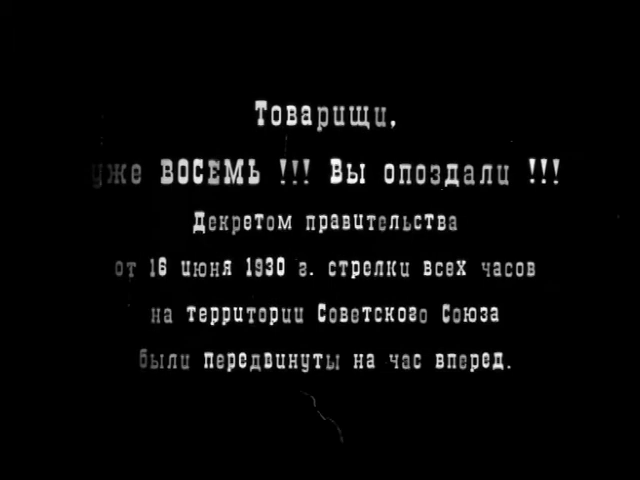 Товарищи,
уже ВОСЕМЬ !!! Вы опоздали !!!
Декретом правительства
от 16 июня 1930 г. стрелки всех часов
на территории Советского Союза
были передвинуты на час вперед.